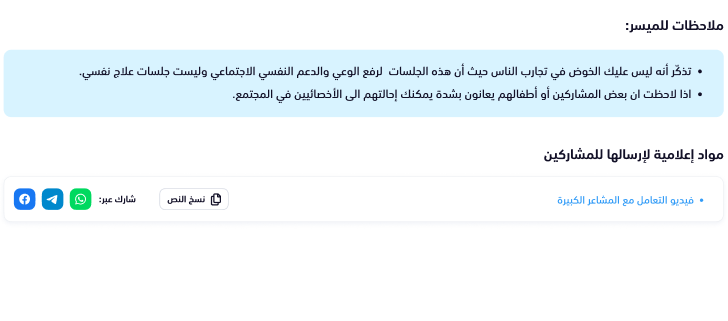 ملاحظات للميسر:
تذكّر أنه ليس عليك الخوض في تجارب الناس حيث أن هذه الجلسات لرفع الوعي والدعم النفسي الاجتماعي وليست جلسات علاج نفسي.
اذا لاحظت ان بعض المشاركين أو أطفالهم يعانون بشدة يمكنك إحالتهم الى الأخصائيين في المجتمع.
مواد إعلامية لإرسالها للمشاركين
فيديو التعامل مع المشاعر الكبيرة
نسخ النص
شارك عبر: